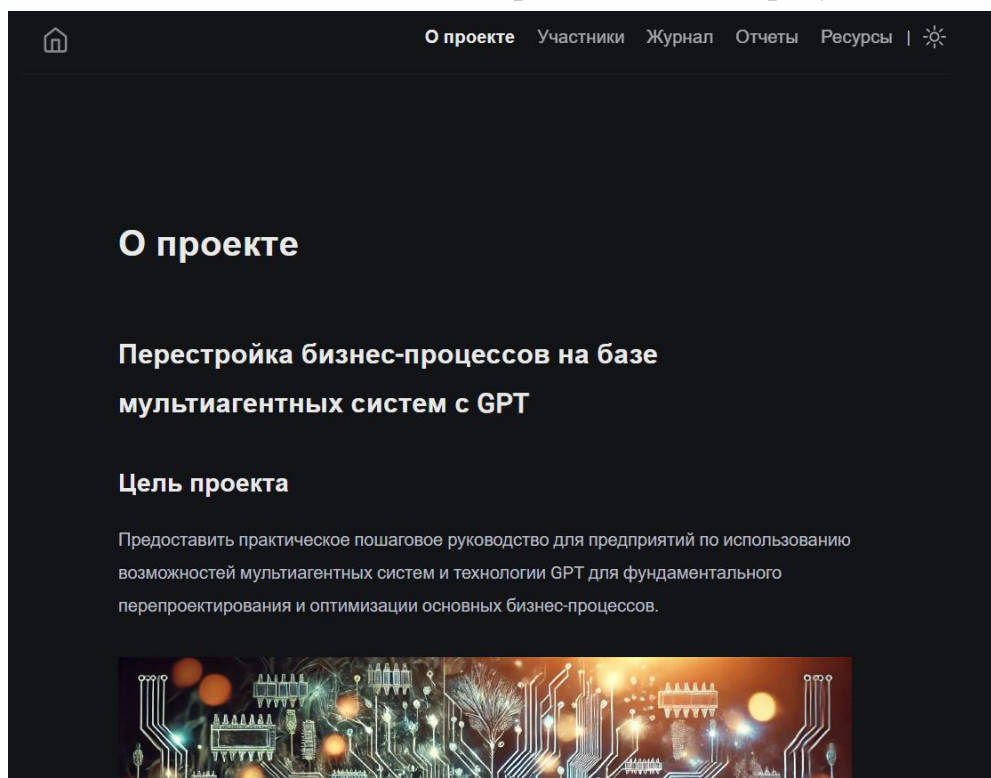 О проекте Участники Журнал Отчеты Ресурсы |
О проекте
Перестройка бизнес-процессов на базе
мультиагентных систем с GPT
Цель проекта
Предоставить практическое пошаговое руководство для предприятий по использованию
возможностей мультиагентных систем и технологии GPT для фундаментального
перепроектирования и оптимизации основных бизнес-процессов.